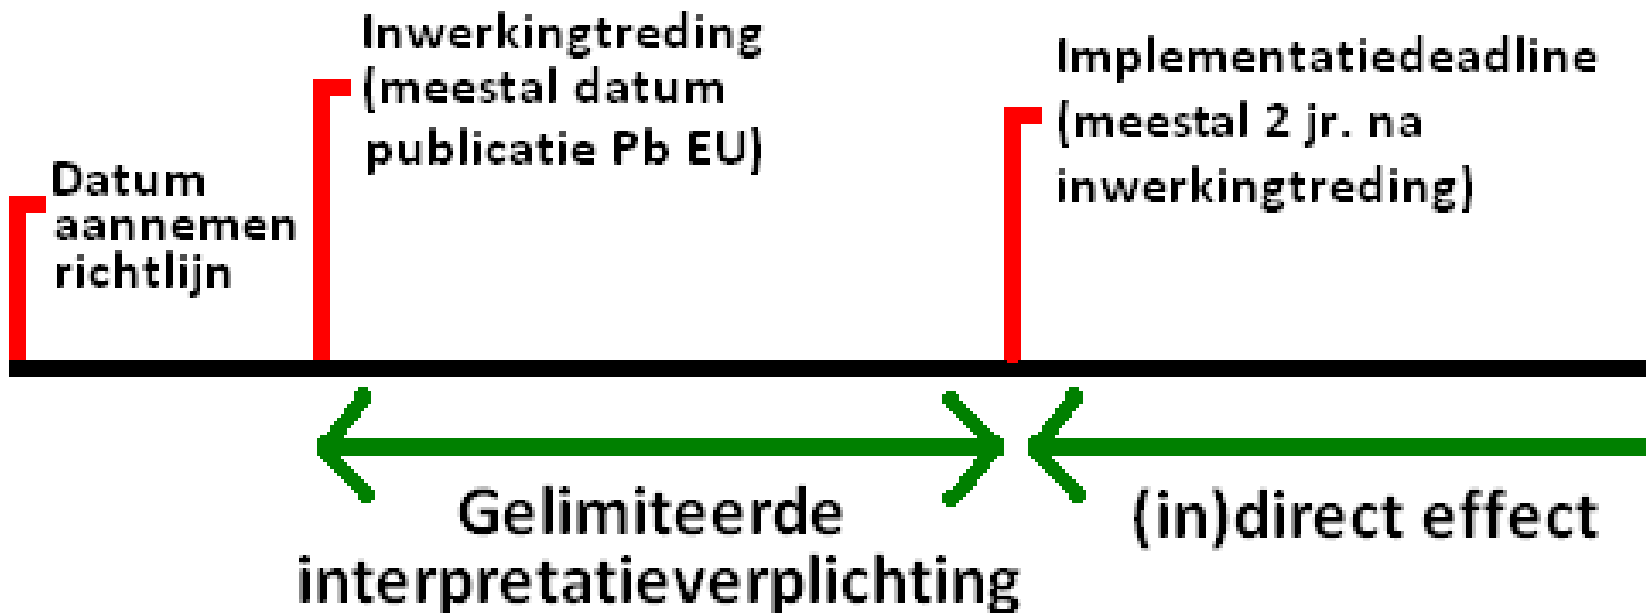 Datum
aannemen
richtlijn
Inwerkingtreding
(meestal datum
publicatie Pb EU)
Implementatiedeadline
(meestal 2 jr. na
inwerkingtreding)
Gelimiteerde
interpretatieverplichting
(in)direct effect